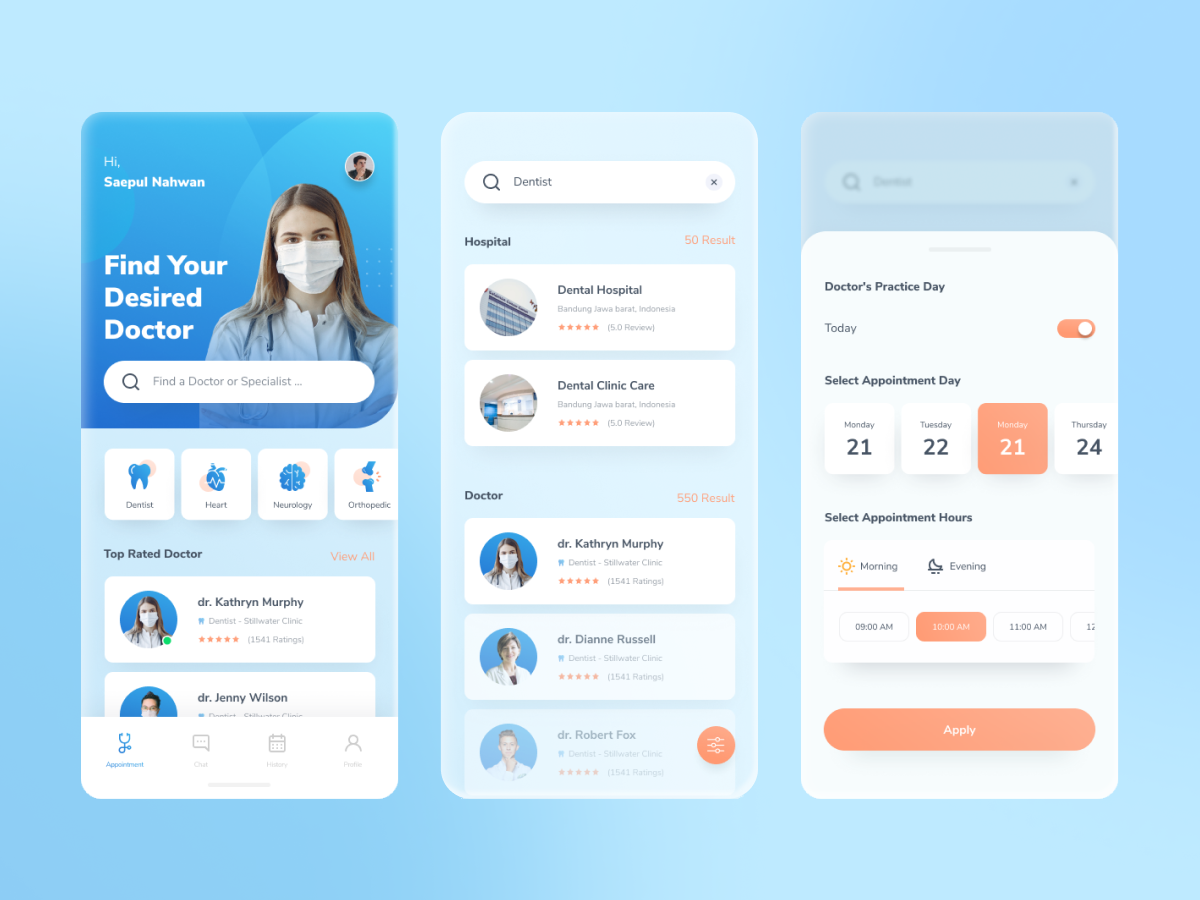 Hi,
Saepul Nahwan
Find Your
Desired
Doctor
Find a Doctor or Specialist ...
Dentist
Heart
Neurology
Orthopedic
Top Rated Doctor
View All
dr. Kathryn Murphy
Dentist - Stillwater Clinic
(1541 Ratings)
dr. Jenny Wilson
Dentist - Stillwater Clinic
Appointment
Chat
History
Profile
Dentist
Hospital
50 Result
Dental Hospital
Bandung Jawa barat, Indonesia
(5.0 Review)
Dental Clinic Care
Bandung Jawa barat, Indonesia
(5.0 Review)
Doctor
550 Result
dr. Kathryn Murphy
Dentist - Stillwater Clinic
(1541 Ratings)
dr. Dianne Russell
Dentist - Stillwater Clinic
(1541 Ratings)
dr. Robert Fox
Dentist - Stillwater Clinic
(1541 Ratings)
Dentist
Doctor's Practice Day
Today
Select Appointment Day
Monday
21
Tuesday
22
Monday
21
Thursday
24
Select Appointment Hours
Morning
Evening
09:00 AM
10:00 AM
11:00 AM
12
Apply